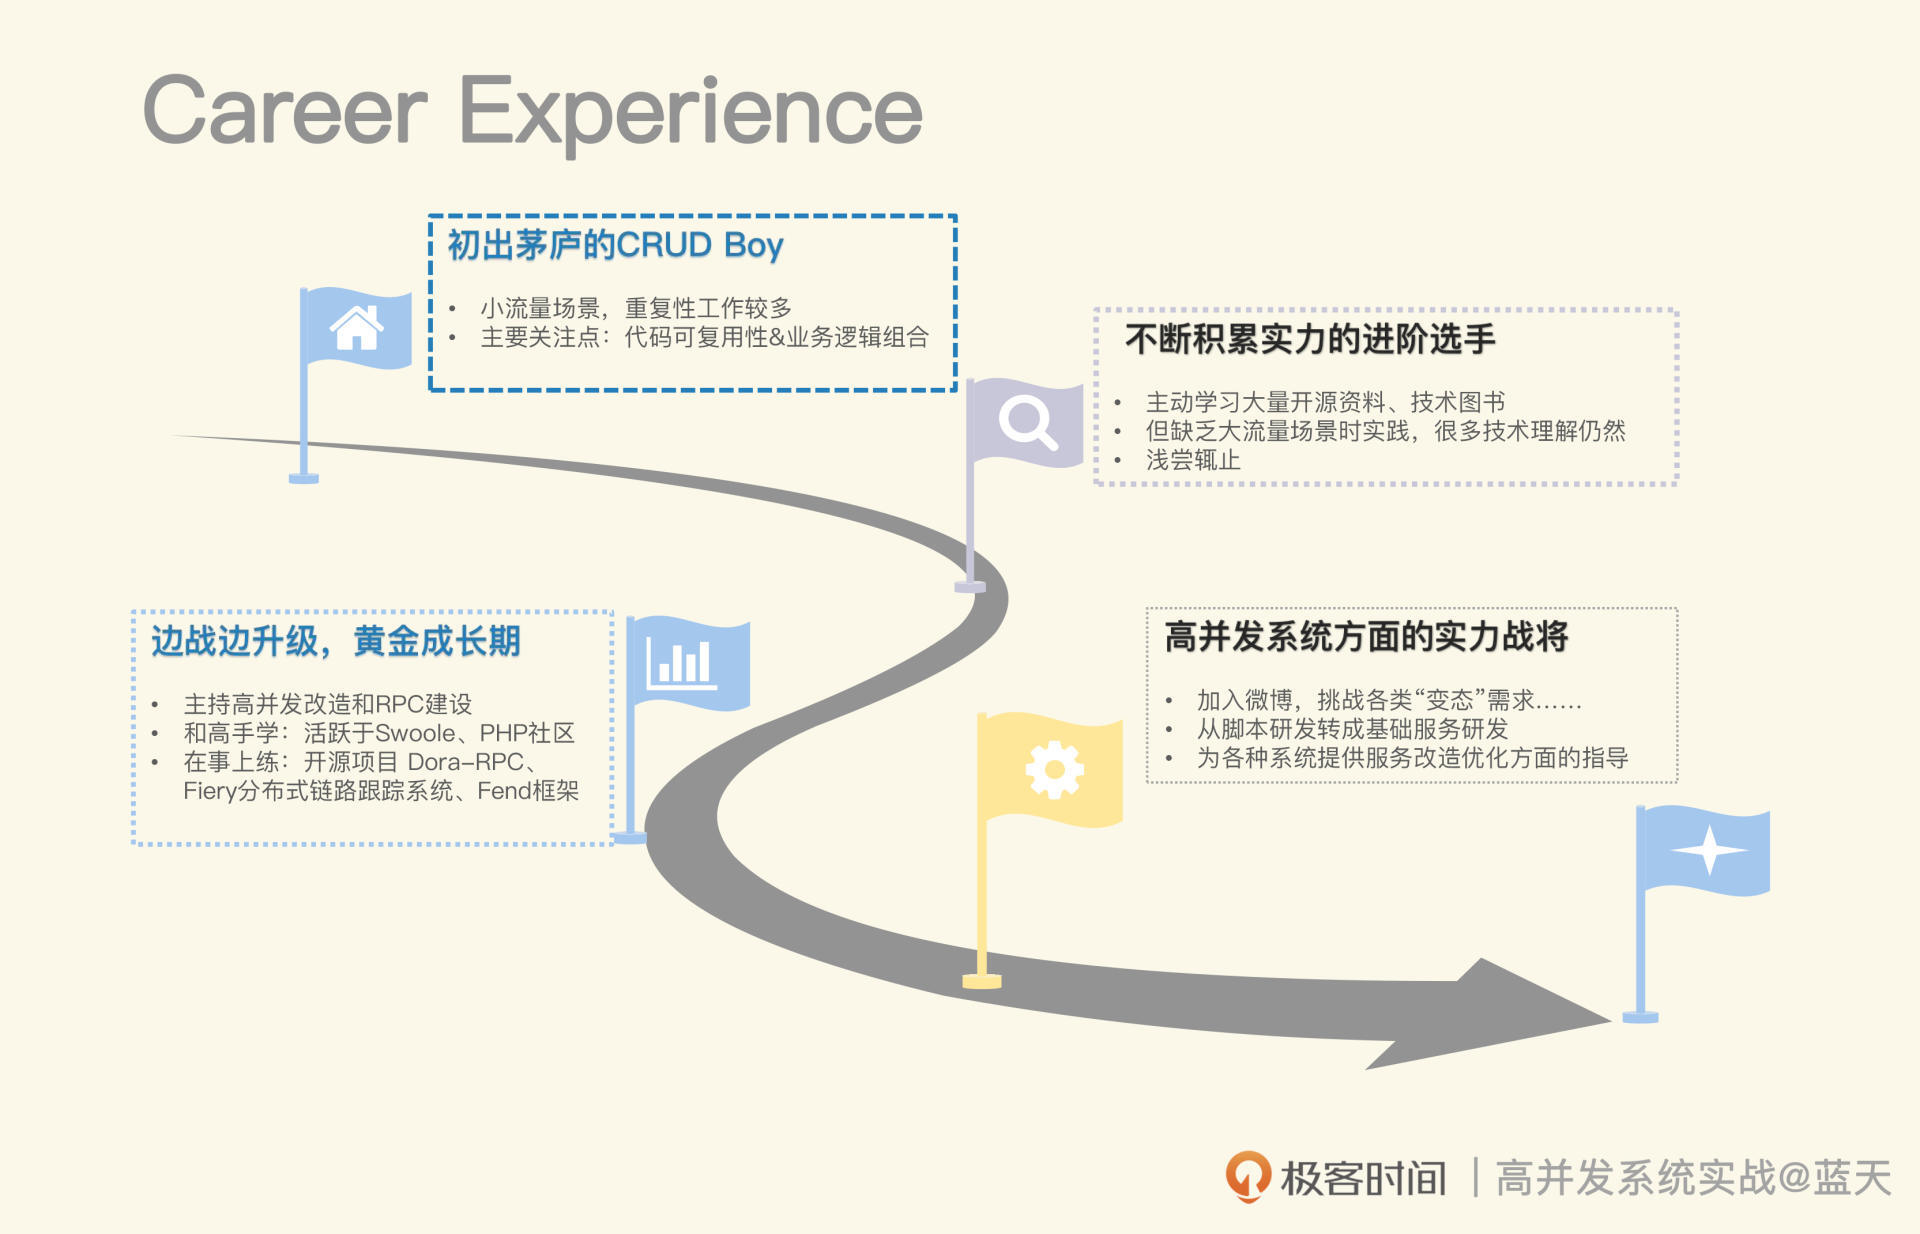 Career Experience
初出茅庐的CRUD Boy
• 小流量场景，重复性工作较多
• 主要关注点：代码可复用性&业务逻辑组合
不断积累实力的进阶选手
• 主动学习大量开源资料、技术图书
• 但缺乏大流量场景时实践，很多技术理解仍然
• 浅尝辄止
边战边升级，黄金成长期
• 主持高并发改造和RPC建设
• 和高手学：活跃于Swoole、PHP社区
• 在事上练：开源项目 Dora-RPC、
Fiery分布式链路跟踪系统、Fend框架
高并发系统方面的实力战将
• 加入微博，挑战各类“变态”需求……
• 从脚本研发转成基础服务研发
• 为各种系统提供服务改造优化方面的指导
极客时间 | 高并发系统实战@蓝天